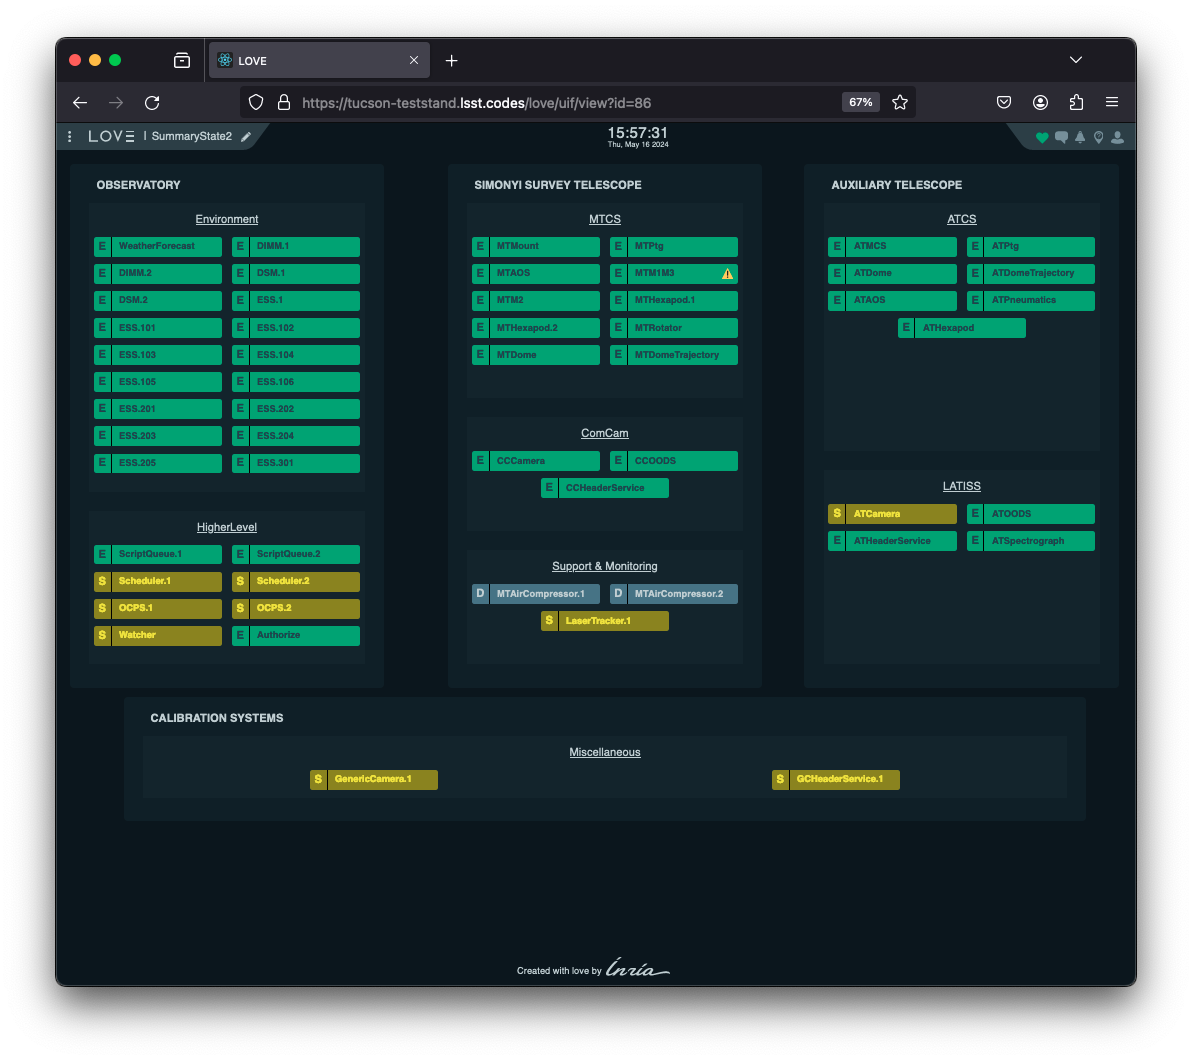 LOVE
https://tucson-teststand.lsst.codes/love/uif/view?id=86
67%
LOVE | SummaryState2
15:57:31
Thu, May 16 2024
OBSERVATORY
Environment
E WeatherForecast E DIMM.1
E DIMM.2 E DSM.1
E DSM.2 E ESS.1
E ESS.101 E ESS.102
E ESS.103 E ESS.104
E ESS.105 E ESS.106
E ESS.201 E ESS.202
E ESS.203 E ESS.204
E ESS.205 E ESS.301
HigherLevel
E ScriptQueue.1 E ScriptQueue.2
S Scheduler.1 S Scheduler.2
S OCPS.1 S OCPS.2
S Watcher E Authorize
SIMONYI SURVEY TELESCOPE
MTCS
E MTMount E MTPtg
E MTAOS E MTM1M3
E MTM2 E MTHexapod.1
E MTHexapod.2 E MTRotator
E MTDome E MTDomeTrajectory
ComCam
E CCCamera E CCOODS
E CCHeaderService
Support & Monitoring
D MTAirCompressor.1 D MTAirCompressor.2
S LaserTracker.1
AUXILIARY TELESCOPE
ATCS
E ATMCS E ATPtg
E ATDome E ATDomeTrajectory
E ATAOS E ATPneumatics
E ATHexapod
LATISS
S ATCamera E ATOODS
E ATHeaderService E ATSpectrograph
CALIBRATION SYSTEMS
Miscellaneous
S GenericCamera.1 S GCHeaderService.1
Created with love by Inria